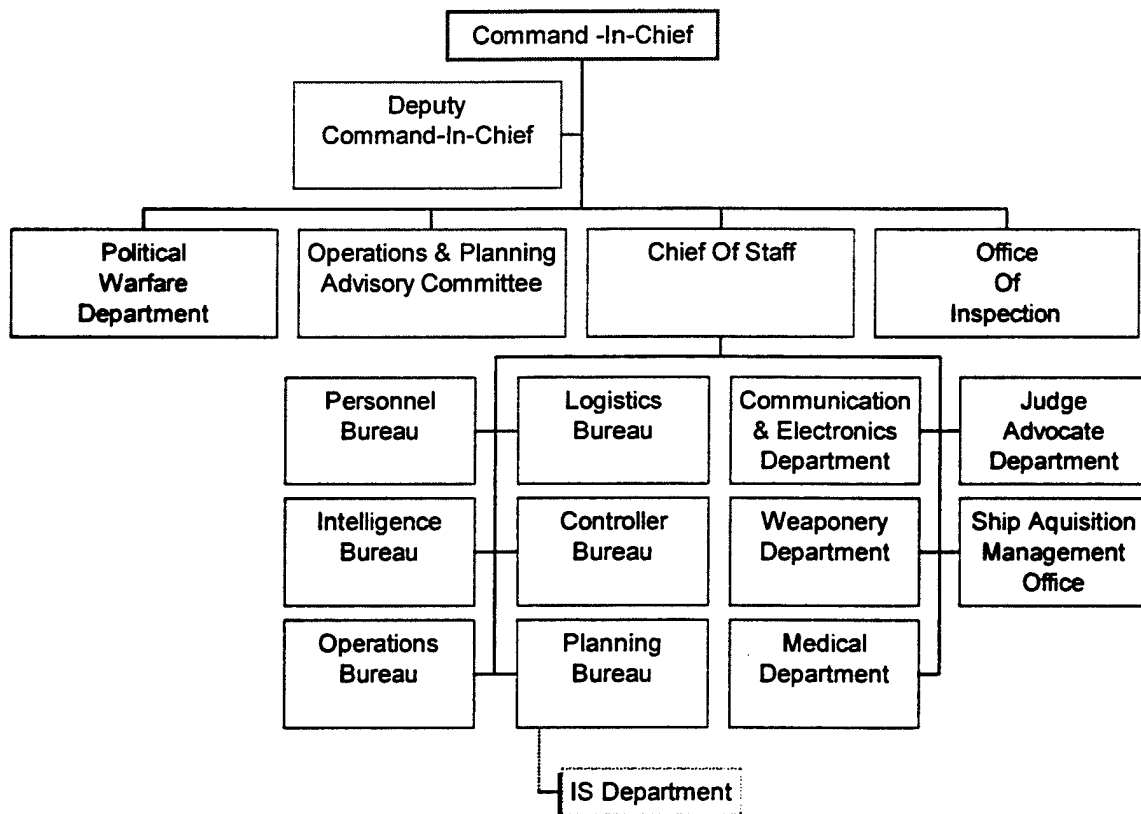 Command -In-Chief
Deputy
Command-In-Chief
Political
Warfare
Department
Operations & Planning
Advisory Committee
Chief Of Staff
Office
Of
Inspection
Personnel
Bureau
Logistics
Bureau
Communication
& Electronics
Department
Judge
Advocate
Department
Intelligence
Bureau
Controller
Bureau
Weaponery
Department
Ship Aquisition
Management
Office
Operations
Bureau
Planning
Bureau
Medical
Department
IS Department